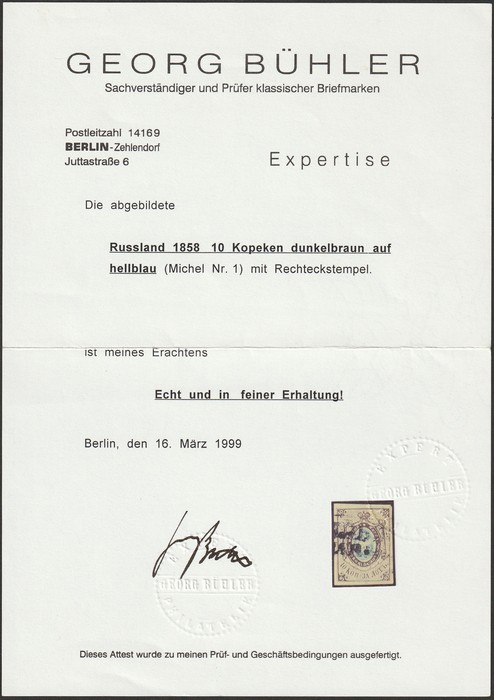 GEORG BÜHLER
Sachverständiger und Prüfer klassischer Briefmarken
Postleitzahl 14169
BERLIN-Zehlendorf
Juttastraße 6
Expertise
Die abgebildete
Russland 1858 10 Kopeken dunkelbraun auf
hellblau (Michel Nr. 1) mit Rechteckstempel.
ist meines Erachtens
Echt und in feiner Erhaltung!
Berlin, den 16. März 1999
EXPERT
GEORG BÜHLER
GEORG BÜHLER
PHILATELIE
Dieses Attest wurde zu meinen Prüf- und Geschäftsbedingungen ausgefertigt.